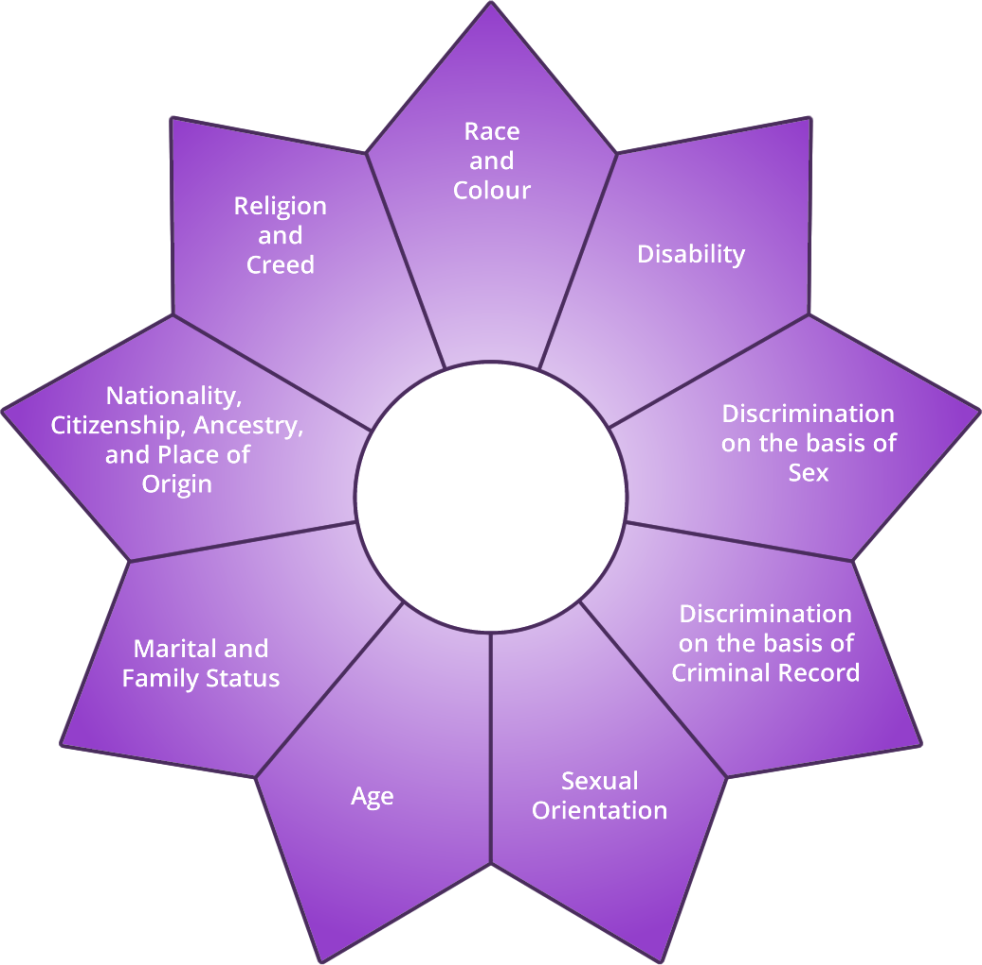 Race
and
Colour
Disability
Discrimination
on the basis of
Sex
Discrimination
on the basis of
Criminal Record
Sexual
Orientation
Age
Marital and
Family Status
Nationality,
Citizenship, Ancestry,
and Place of
Origin
Religion
and
Creed